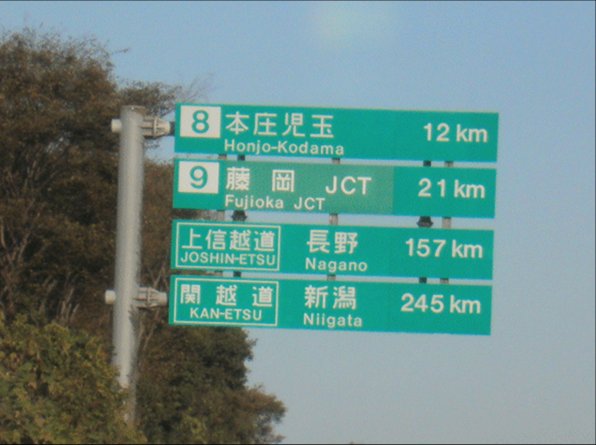 8 本庄児玉 12 km
Honjo-Kodama
9 藤岡 JCT 21 km
Fujioka JCT
上信越道 長野 157 km
JOSHIN-ETSU Nagano
関越道 新潟 245 km
KAN-ETSU Niigata